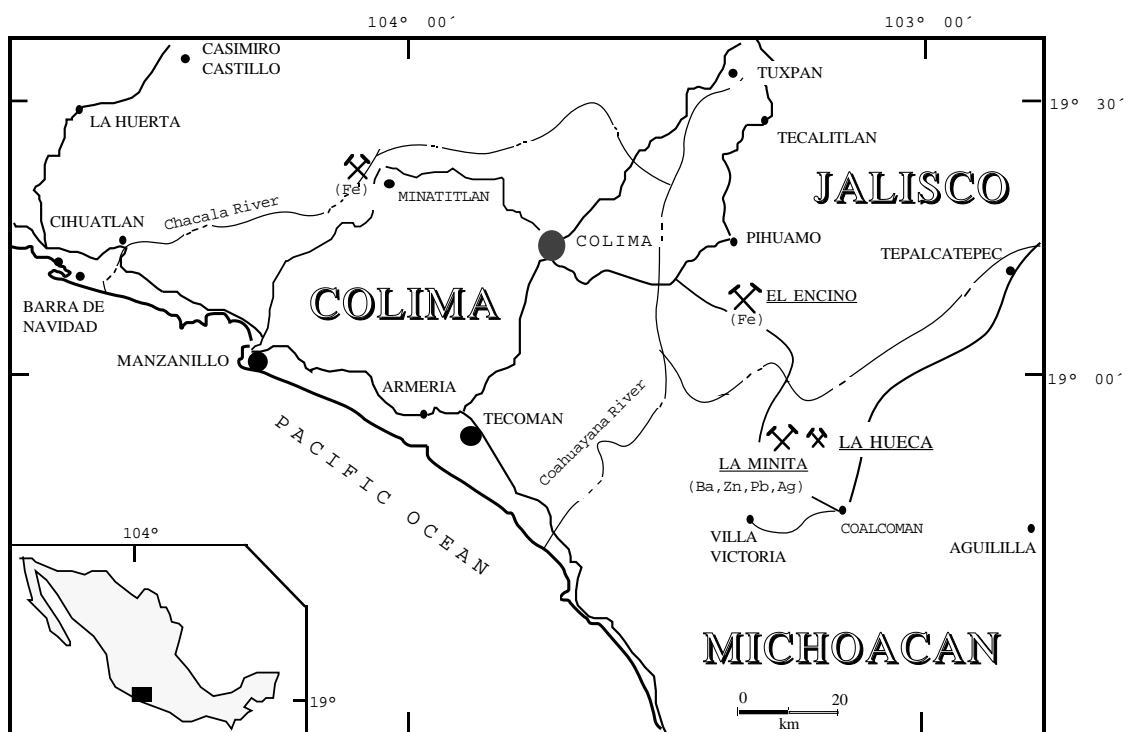 104º 00´
103º 00´
CASIMIRO
CASTILLO
TUXPAN
19º 30´
LA HUERTA
TECALITLAN
(Fe)
MINATITLAN
JALISCO
Chacala River
CIHUATLAN
COLIMA
PIHUAMO
TEPALCATEPEC
BARRA DE
NAVIDAD
COLIMA
EL ENCINO
(Fe)
MANZANILLO
19º 00´
ARMERIA
TECOMAN
Coahuayana River
PACIFIC OCEAN
LA HUECA
LA MINITA
(Ba,Zn,Pb,Ag)
VILLA
VICTORIA
COALCOMAN
AGUILILLA
104º
19º
MICHOACAN
0 20
km